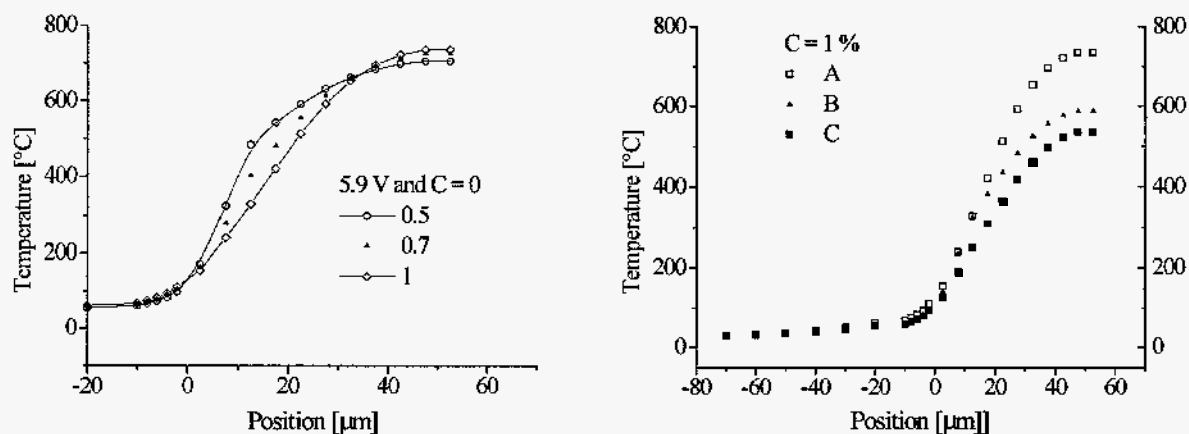 800
600
400
200
0
Temperature [°C]
5.9 V and C = 0
0.5
0.7
1
-20 0 20 40 60
Position [µm]
800
600
400
200
0
Temperature [°C]
C = 1 %
A
B
C
800
600
400
200
0
-80 -60 -40 -20 0 20 40 60
Position [µm]]